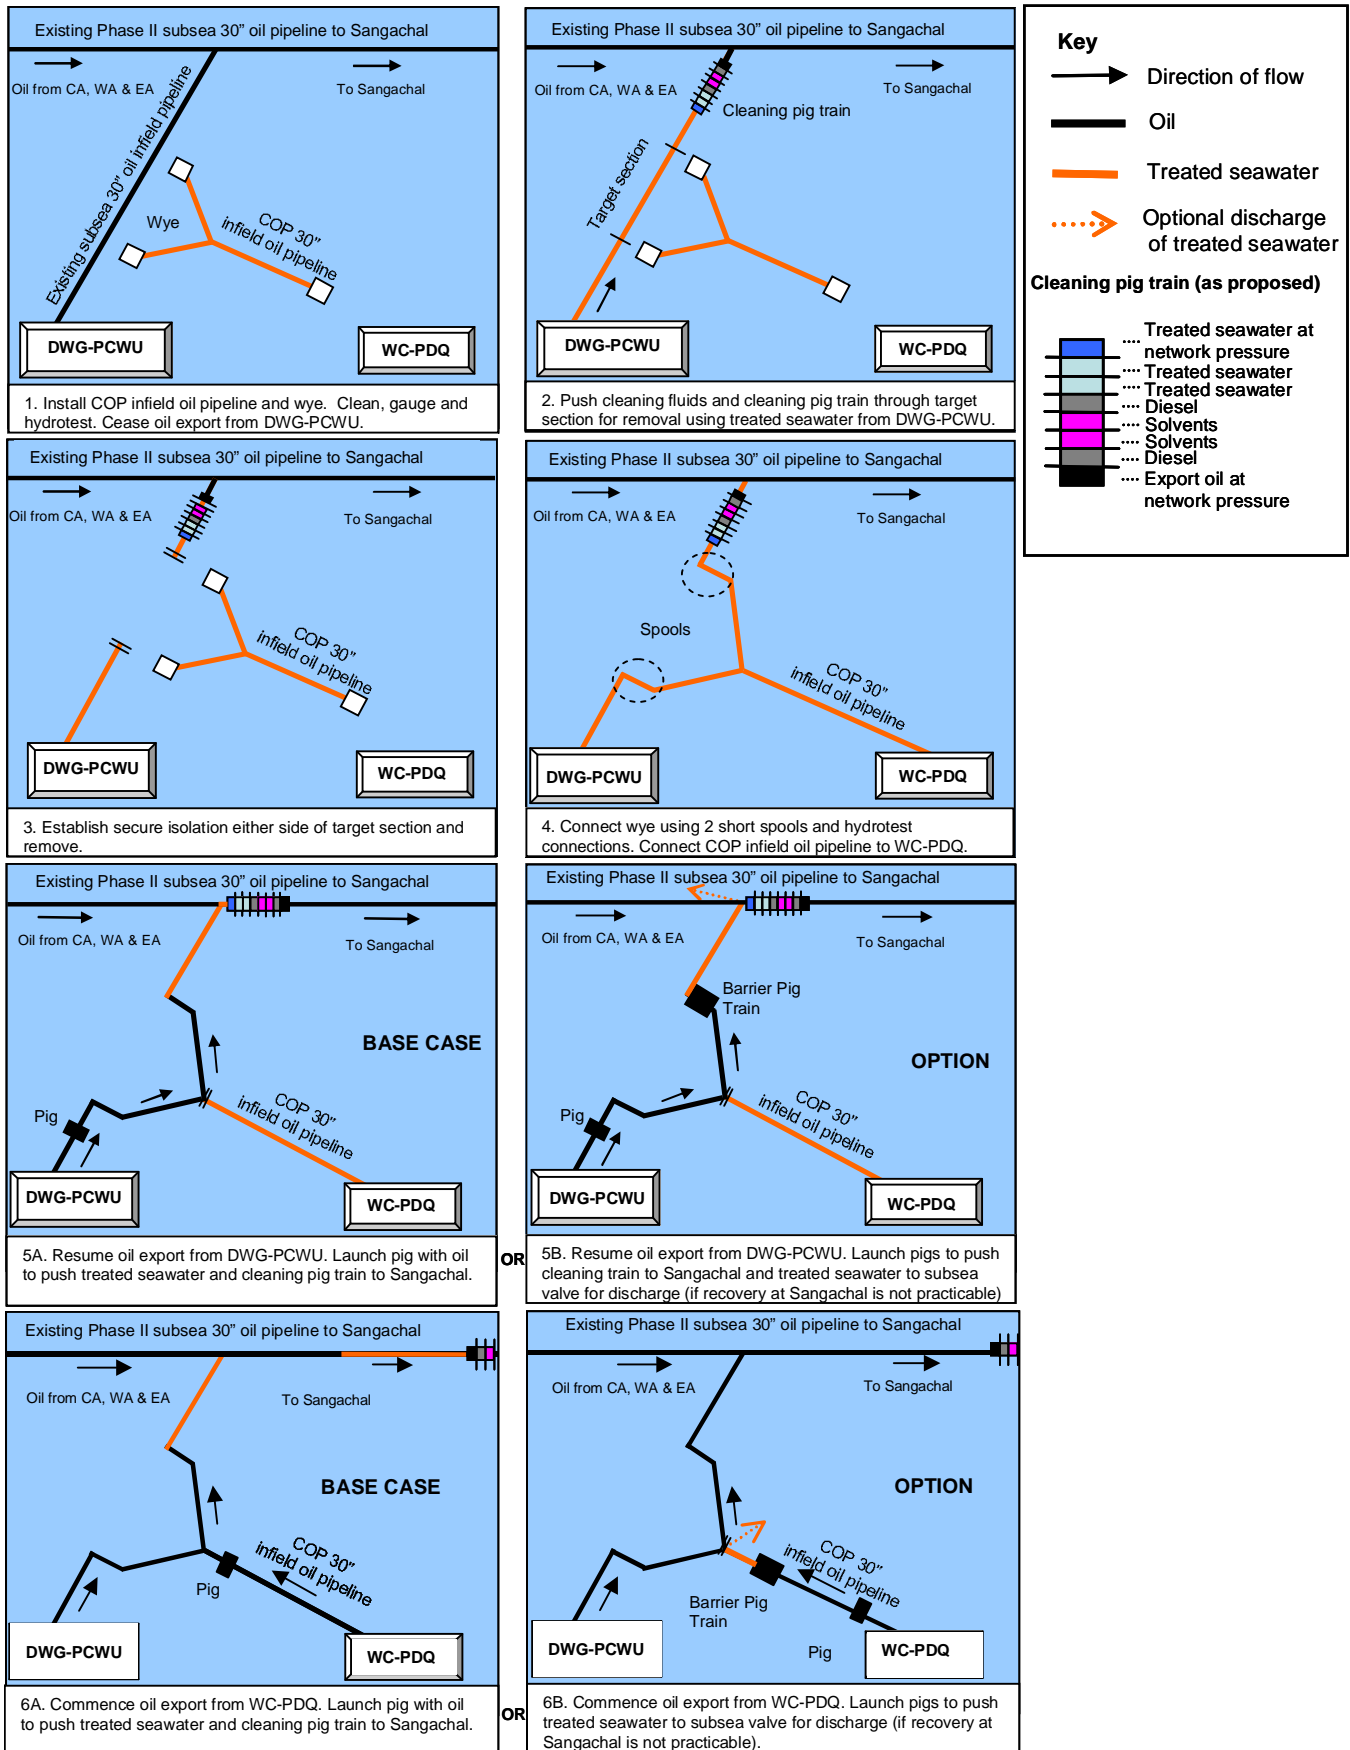 Existing Phase II subsea 30” oil pipeline to Sangachal
Oil from CA, WA & EA
To Sangachal
Existing subsea 30” oil infield pipeline
Wye
COP 30”
infield oil pipeline
DWG-PCWU
WC-PDQ
1. Install COP infield oil pipeline and wye. Clean, gauge and
hydrotest. Cease oil export from DWG-PCWU.
Existing Phase II subsea 30” oil pipeline to Sangachal
Oil from CA, WA & EA
To Sangachal
Cleaning pig train
Target section
DWG-PCWU
WC-PDQ
2. Push cleaning fluids and cleaning pig train through target
section for removal using treated seawater from DWG-PCWU.
Key
Direction of flow
Oil
Treated seawater
Optional discharge
of treated seawater
Cleaning pig train (as proposed)
Treated seawater at
network pressure
Treated seawater
Treated seawater
Diesel
Solvents
Solvents
Diesel
Export oil at
network pressure
Existing Phase II subsea 30” oil pipeline to Sangachal
Oil from CA, WA & EA
To Sangachal
COP 30”
infield oil pipeline
DWG-PCWU
WC-PDQ
3. Establish secure isolation either side of target section and
remove.
Existing Phase II subsea 30” oil pipeline to Sangachal
Oil from CA, WA & EA
To Sangachal
Spools
COP 30”
infield oil pipeline
DWG-PCWU
WC-PDQ
4. Connect wye using 2 short spools and hydrotest
connections. Connect COP infield oil pipeline to WC-PDQ.
Existing Phase II subsea 30” oil pipeline to Sangachal
Oil from CA, WA & EA
To Sangachal
BASE CASE
Pig
COP 30”
infield oil pipeline
DWG-PCWU
WC-PDQ
5A. Resume oil export from DWG-PCWU. Launch pig with oil
to push treated seawater and cleaning pig train to Sangachal.
OR
Existing Phase II subsea 30” oil pipeline to Sangachal
Oil from CA, WA & EA
To Sangachal
Barrier Pig
Train
OPTION
Pig
COP 30”
infield oil pipeline
DWG-PCWU
WC-PDQ
5B. Resume oil export from DWG-PCWU. Launch pigs to push
cleaning train to Sangachal and treated seawater to subsea
valve for discharge (if recovery at Sangachal is not practicable)
Existing Phase II subsea 30” oil pipeline to Sangachal
Oil from CA, WA & EA
To Sangachal
BASE CASE
COP 30”
infield oil pipeline
Pig
DWG-PCWU
WC-PDQ
6A. Commence oil export from WC-PDQ. Launch pig with oil
to push treated seawater and cleaning pig train to Sangachal.
OR
Existing Phase II subsea 30” oil pipeline to Sangachal
Oil from CA, WA & EA
To Sangachal
OPTION
COP 30”
infield oil pipeline
Barrier Pig
Train
Pig
DWG-PCWU
WC-PDQ
6B. Commence oil export from WC-PDQ. Launch pigs to push
treated seawater to subsea valve for discharge (if recovery at
Sangachal is not practicable).